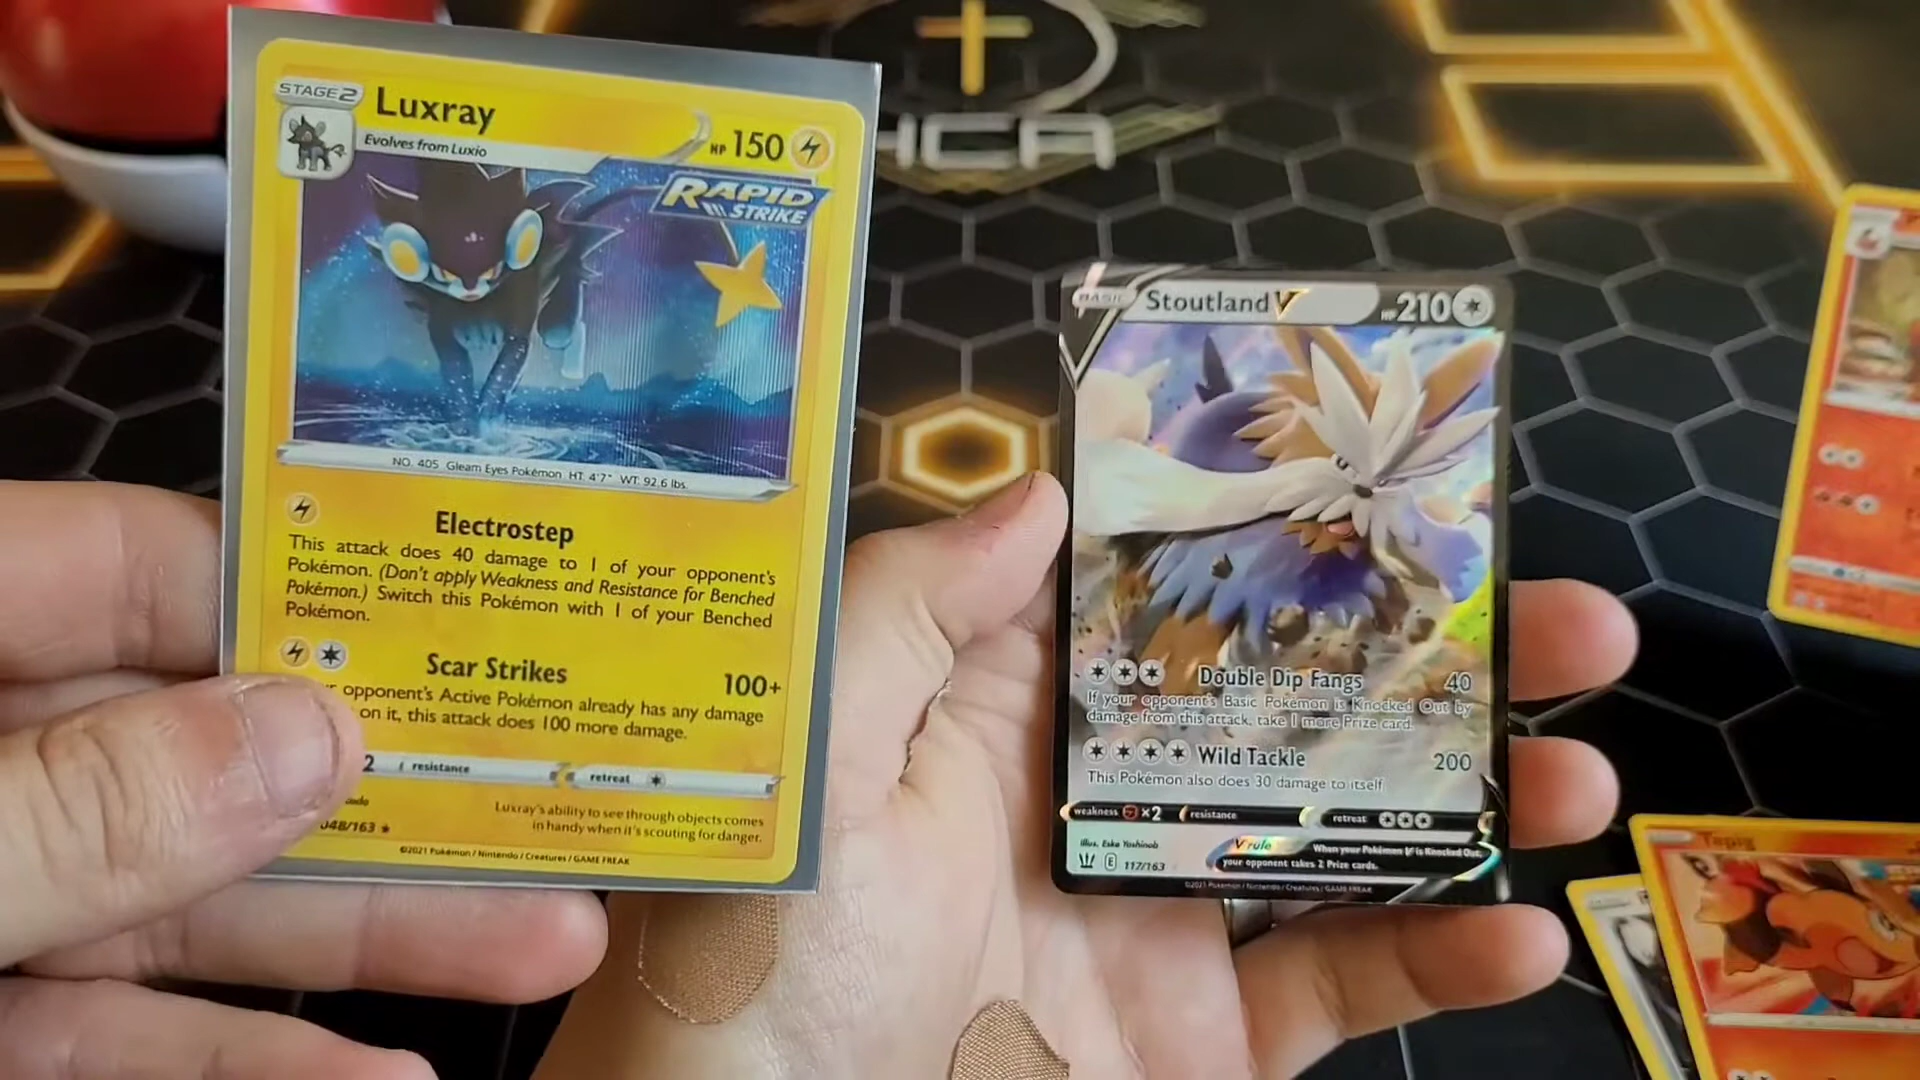 HCA
STAGE 2
Luxray
HP 150
Evolves from Luxio
RAPID
STRIKE
NO. 405 Gleam Eyes Pokémon HT: 4'7" WT: 92.6 lbs.
Electrostep
This attack does 40 damage to 1 of your opponent's
Pokémon. (Don't apply Weakness and Resistance for Benched
Pokémon.) Switch this Pokémon with 1 of your Benched
Pokémon.
Scar Strikes 100+
opponent's Active Pokémon already has any damage
on it, this attack does 100 more damage.
2 resistance retreat
Luxray's ability to see through objects comes
in handy when it's scouting for danger.
048/163
©2021 Pokémon / Nintendo / Creatures / GAME FREAK
BASIC
Stoutland V
HP 210
Double Dip Fangs 40
If your opponent's Basic Pokémon is Knocked Out by
damage from this attack, take 1 more Prize card.
Wild Tackle 200
This Pokémon also does 30 damage to itself.
weakness ×2 resistance retreat
Illus. Eske Yoshinob
V rule When your Pokémon V is Knocked Out,
your opponent takes 2 Prize cards.
E 117/163
©2021 Pokémon / Nintendo / Creatures / GAME FREAK
Tepig